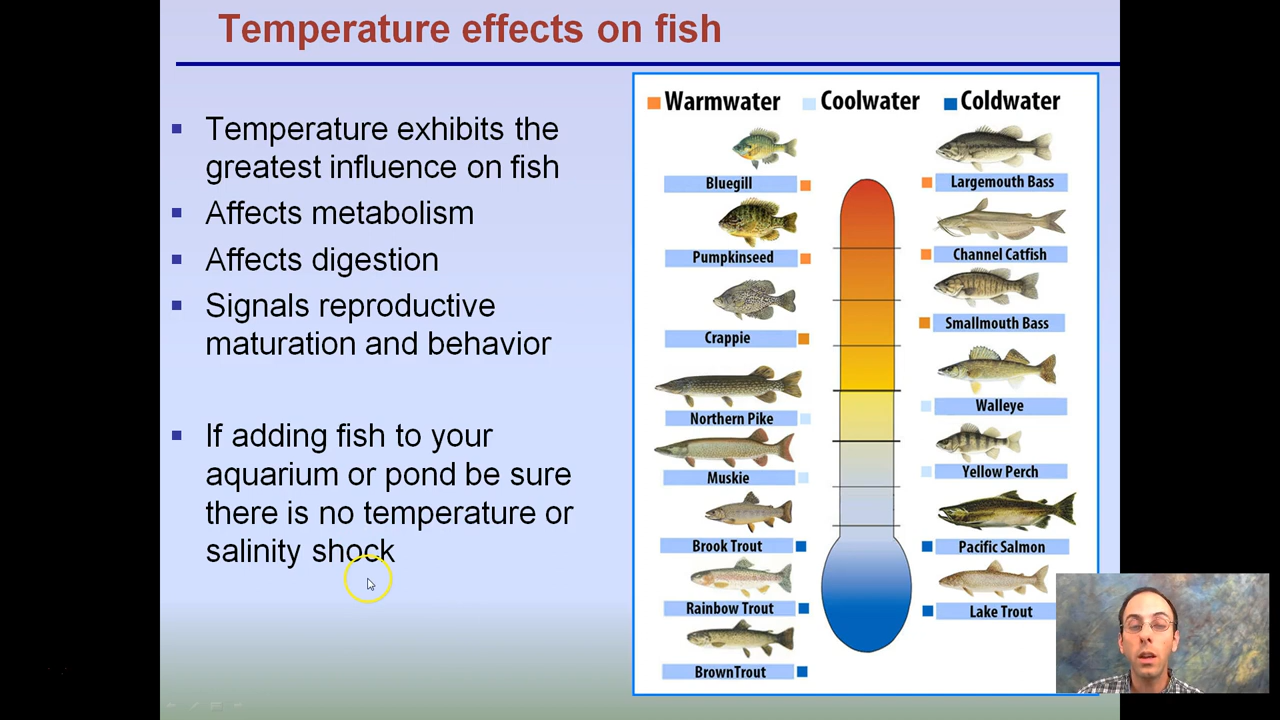 Temperature effects on fish
Temperature exhibits the
greatest influence on fish
Affects metabolism
Affects digestion
Signals reproductive
maturation and behavior
If adding fish to your
aquarium or pond be sure
there is no temperature or
salinity shock
Warmwater
Coolwater
Coldwater
Bluegill
Largemouth Bass
Pumpkinseed
Channel Catfish
Crappie
Smallmouth Bass
Northern Pike
Walleye
Muskie
Yellow Perch
Brook Trout
Pacific Salmon
Rainbow Trout
Lake Trout
BrownTrout